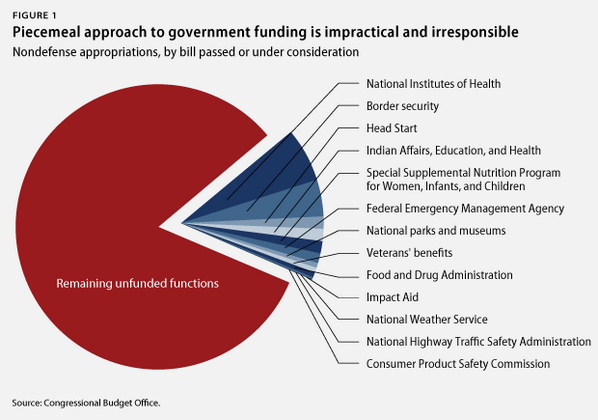 FIGURE 1
Piecemeal approach to government funding is impractical and irresponsible
Nondefense appropriations, by bill passed or under consideration
National Institutes of Health
Border security
Head Start
Indian Affairs, Education, and Health
Special Supplemental Nutrition Program
for Women, Infants, and Children
Federal Emergency Management Agency
National parks and museums
Veterans' benefits
Food and Drug Administration
Impact Aid
National Weather Service
National Highway Traffic Safety Administration
Consumer Product Safety Commission
Remaining unfunded functions
Source: Congressional Budget Office.